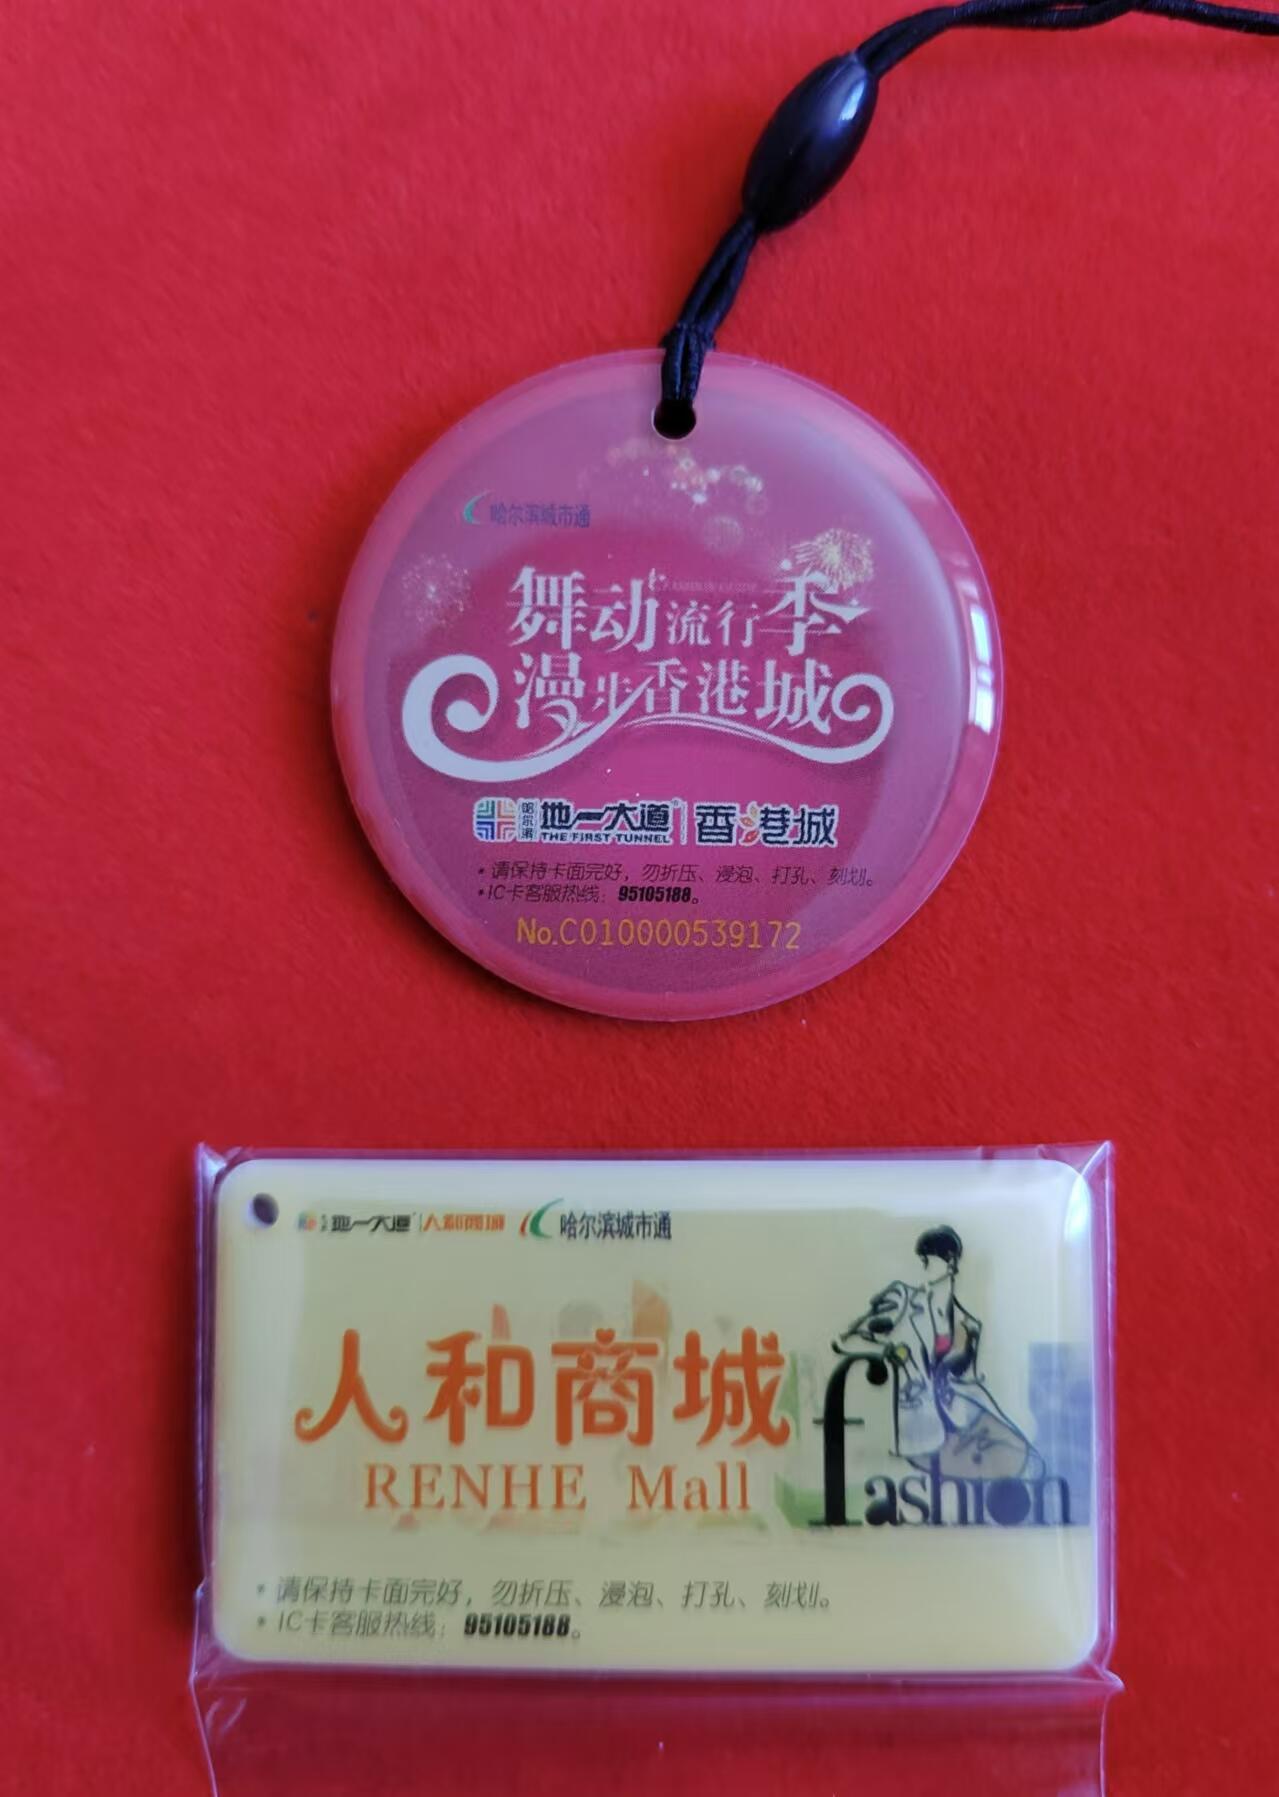 哈尔滨城市通
FASHION GUIDE
舞动流行季
漫步香港城
哈尔滨 地一大道® 香港城
THE FIRST TUNNEL
•请保持卡面完好，勿折压、浸泡、打孔、刻划。
•IC卡客服热线：95105188。
No.C010000539172
地一大道 人和商城 哈尔滨城市通
人和商城
RENHE Mall
fashion
•请保持卡面完好，勿折压、浸泡、打孔、刻划。
•IC卡客服热线：95105188。